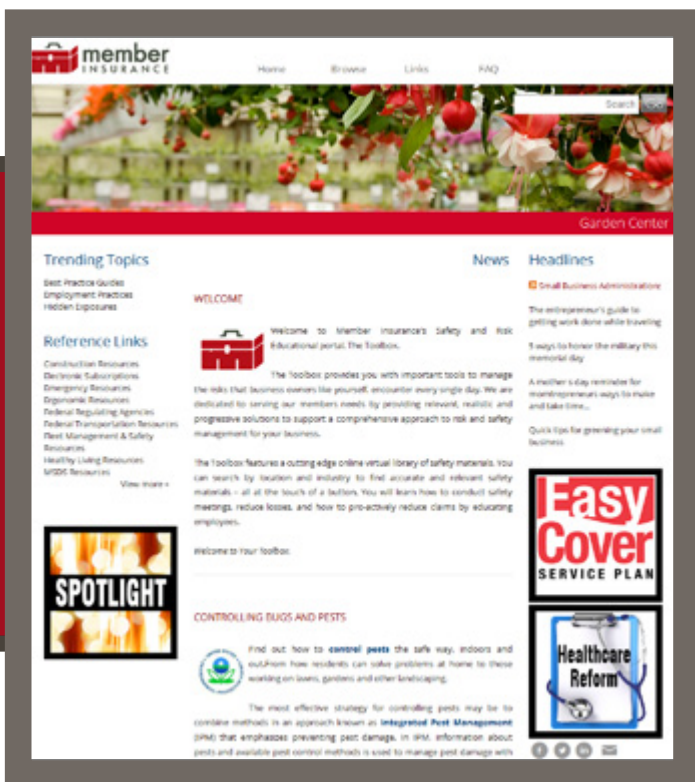 member
INSURANCE
Home Browse Links FAQ
Search GO
Garden Center
Trending Topics
Best Practice Guides
Employment Practices
Hidden Exposures
Reference Links
Construction Resources
Electronic Subscriptions
Emergency Resources
Ergonomic Resources
Federal Regulating Agencies
Federal Transportation Resources
Fleet Management & Safety
Resources
Healthy Living Resources
MSDS Resources
View more »
SPOTLIGHT
News
WELCOME
Welcome to Member Insurance's Safety and Risk
Educational portal. The Toolbox.
The Toolbox provides you with important tools to manage
the risks that business owners like yourself, encounter every single day. We are
dedicated to serving our members needs by providing relevant, realistic and
progressive solutions to support a comprehensive approach to risk and safety
management for your business.
The Toolbox features a cutting edge online virtual library of safety materials. You
can search by location and industry to find accurate and relevant safety
materials – all at the touch of a button. You will learn how to conduct safety
meetings, reduce losses, and how to pro-actively reduce claims by educating
employees.
Welcome to Your Toolbox.
CONTROLLING BUGS AND PESTS
Find out how to control pests the safe way, indoors and
out.From how residents can solve problems at home to those
working on lawns, gardens and other landscaping.
The most effective strategy for controlling pests may be to
combine methods in an approach known as Integrated Pest Management
(IPM) that emphasizes preventing pest damage. In IPM, information about
pests and available pest control methods is used to manage pest damage with
Headlines
Small Business Administration
The entrepreneur's guide to
getting work done while traveling
5 ways to honor the military this
memorial day
A mother s day reminder for
momtrepreneurs ways to make
and take time...
Quick tips for greening your small
business
Easy
Cover
SERVICE PLAN
Healthcare
Reform